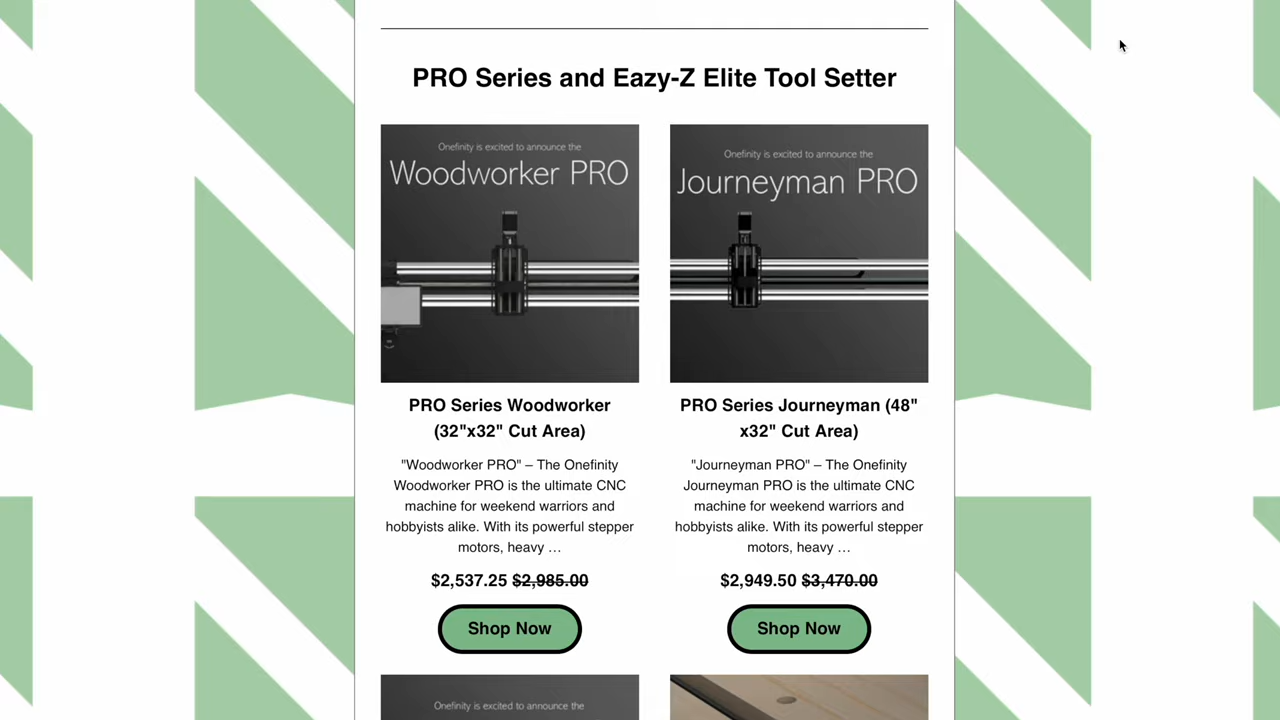 PRO Series and Eazy-Z Elite Tool Setter
Onefinity is excited to announce the
Woodworker PRO
PRO Series Woodworker
(32"x32" Cut Area)
"Woodworker PRO" – The Onefinity
Woodworker PRO is the ultimate CNC
machine for weekend warriors and
hobbyists alike. With its powerful stepper
motors, heavy …
$2,537.25 $2,985.00
Shop Now
Onefinity is excited to announce the
Journeyman PRO
PRO Series Journeyman (48"
x32" Cut Area)
"Journeyman PRO" – The Onefinity
Journeyman PRO is the ultimate CNC
machine for weekend warriors and
hobbyists alike. With its powerful stepper
motors, heavy …
$2,949.50 $3,470.00
Shop Now
Onefinity is excited to announce the